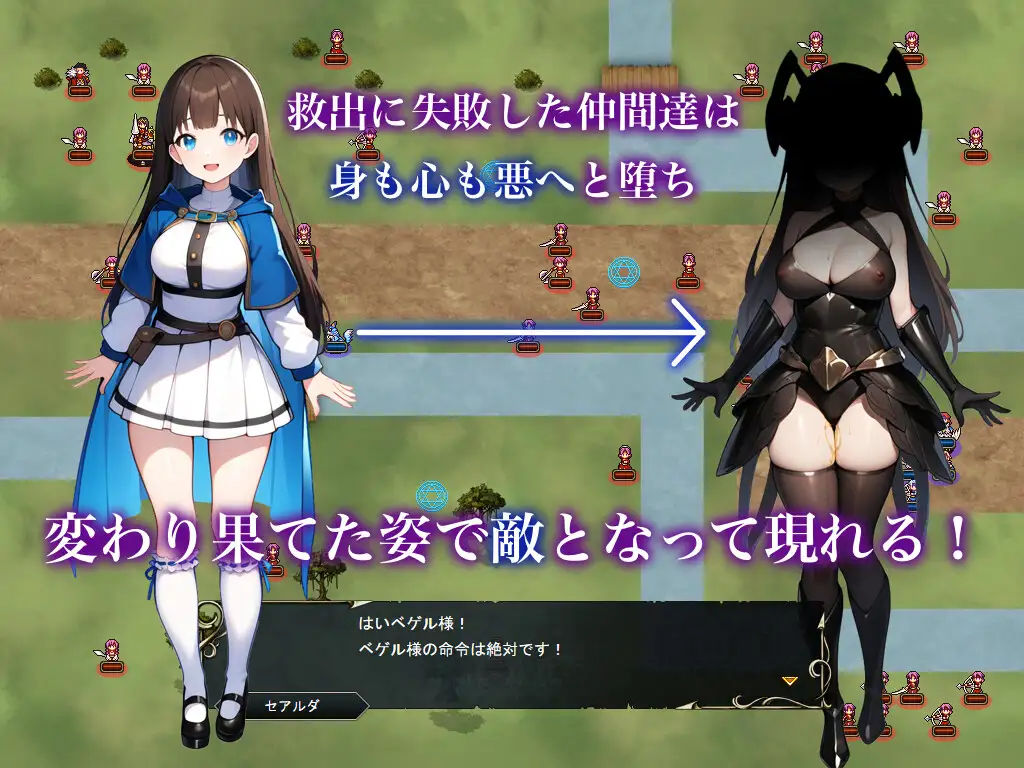 救出に失敗した仲間達は
身も心も悪へと堕ち
変わり果てた姿で敵となって現れる！
はいベゲル様！
ベゲル様の命令は絶対です！
セアルダ